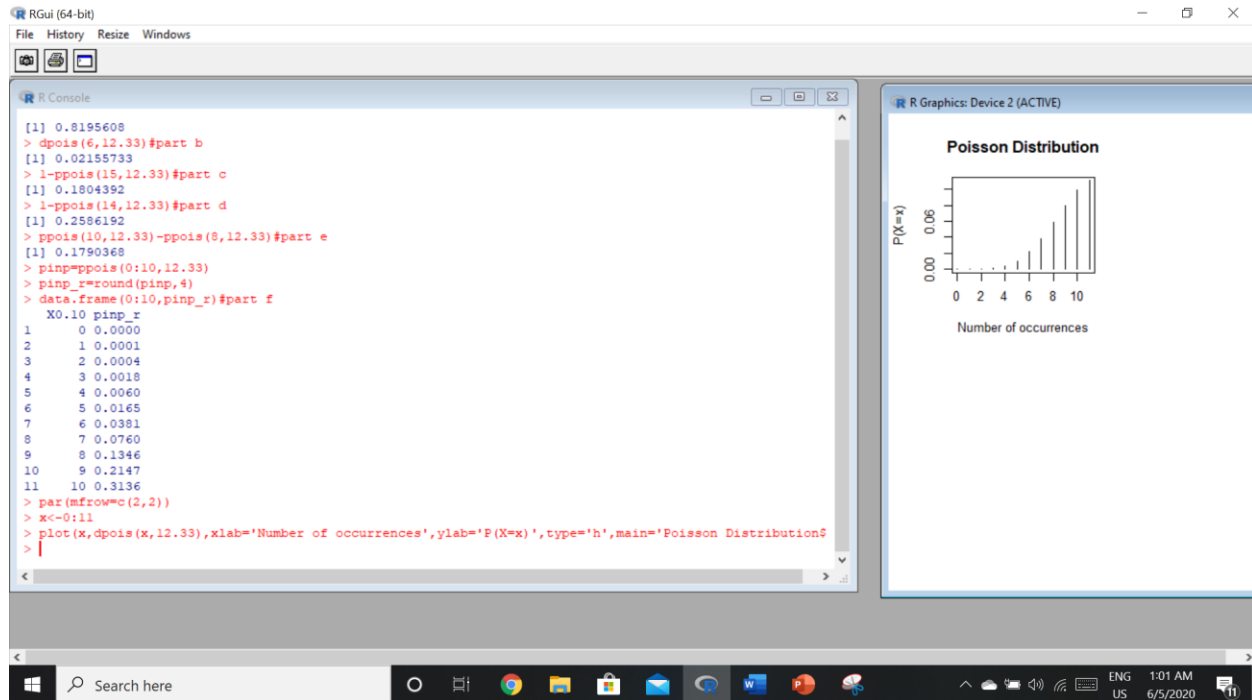 RGui (64-bit)
File History Resize Windows
R Console
[1] 0.8195608
> dpois(6,12.33)#part b
[1] 0.02155733
> 1-ppois(15,12.33)#part c
[1] 0.1804392
> 1-ppois(14,12.33)#part d
[1] 0.2586192
> ppois(10,12.33)-ppois(8,12.33)#part e
[1] 0.1790368
> pinp=ppois(0:10,12.33)
> pinp_r=round(pinp,4)
> data.frame(0:10,pinp_r)#part f
X0.10 pinp_r
1 0 0.0000
2 1 0.0001
3 2 0.0004
4 3 0.0018
5 4 0.0060
6 5 0.0165
7 6 0.0381
8 7 0.0760
9 8 0.1346
10 9 0.2147
11 10 0.3136
> par(mfrow=c(2,2))
> x<-0:11
> plot(x,dpois(x,12.33),xlab='Number of occurrences',ylab='P(X=x)',type='h',main='Poisson Distribution$
>
R Graphics: Device 2 (ACTIVE)
Poisson Distribution
P(X=x)
0.06
0.00
0 2 4 6 8 10
Number of occurrences
Search here
ENG
US
1:01 AM
6/5/2020
11